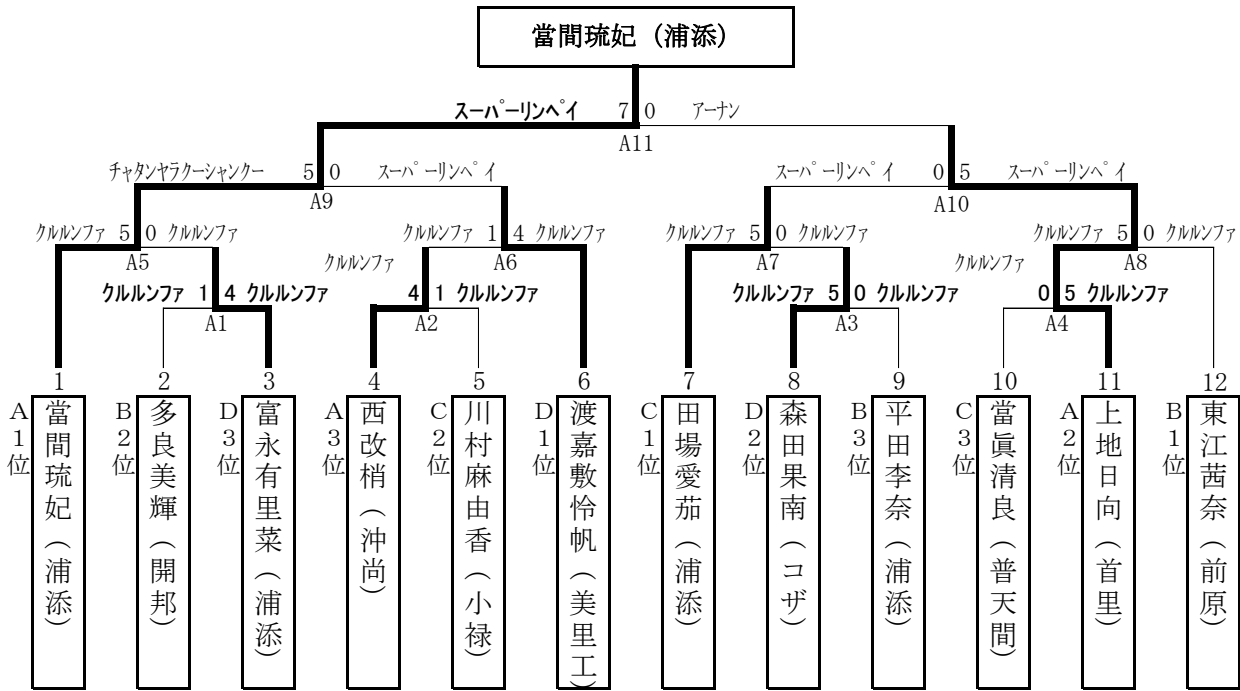 當間琉妃（浦添）
スーパーリンペイ 7 0 アーナン
A11
チャタンヤラクーシャンクー 5 0 スーパーリンペイ
スーパーリンペイ 0 5 スーパーリンペイ
A9
A10
クルルンファ 5 0 クルルンファ
クルルンファ 1 4 クルルンファ
クルルンファ 5 0 クルルンファ
クルルンファ 5 0 クルルンファ
A5
クルルンファ
A6
A7
クルルンファ
A8
クルルンファ 1 4 クルルンファ
4 1 クルルンファ
クルルンファ 5 0 クルルンファ
0 5 クルルンファ
A1
A2
A3
A4
1
2
3
4
5
6
7
8
9
10
11
12
A1位
當間琉妃（浦添）
B2位
多良美輝（開邦）
D3位
富永有里菜（浦添）
A3位
西改梢（沖尚）
C2位
川村麻由香（小禄）
D1位
渡嘉敷怜帆（美里工）
C1位
田場愛茄（浦添）
D2位
森田果南（コザ）
B3位
平田李奈（浦添）
C3位
當眞清良（普天間）
A2位
上地日向（首里）
B1位
東江茜奈（前原）